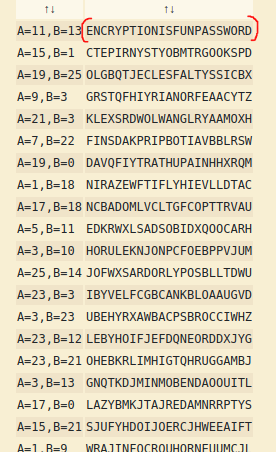 ↑↓ ↑↓
A=11,B=13 ENCRYPTIONISFUNPASSWORD
A=15,B=1 CTEPIRNYSTYOBMTRGOOKSPD
A=19,B=25 OLGBQTJECLESFALTYSSICBX
A=9,B=3 GRSTQFHIYRIANORFEAACYTZ
A=21,B=3 KLEXSRDWOLWANGLRYAAMOXH
A=7,B=22 FINSDAKPRIPBOTIAVBBLRSW
A=19,B=0 DAVQFIYTRATHUPAINHHXRQM
A=1,B=18 NIRAZEWFTIFLYHIEVLLDTAC
A=17,B=18 NCBADOMLVCLTGFCOPTTRVAU
A=5,B=11 EDKRWXLSADSOBIDXQOOCARH
A=3,B=10 HORULEKNJONPCFOEBPPVJUM
A=25,B=14 JOFWXSARDORLYPOSBLLTDWU
A=23,B=3 IBYVELFCGBCANKBLOAAUGVD
A=3,B=23 UBEHYRXAWBACPSBROCCIWHZ
A=23,B=12 LEBYHOIFJEFDQNEORDDXJYG
A=23,B=21 OHEBKRLIMHIGTQHRUGGAMBJ
A=3,B=13 GNQTKDJMINMOBENDAOOUITL
A=17,B=0 LAZYBMKJTAJREDAMNRRPTYS
A=15,B=21 SJUFYHDOIJOERCJHWEEAIFT
A=1,B=9